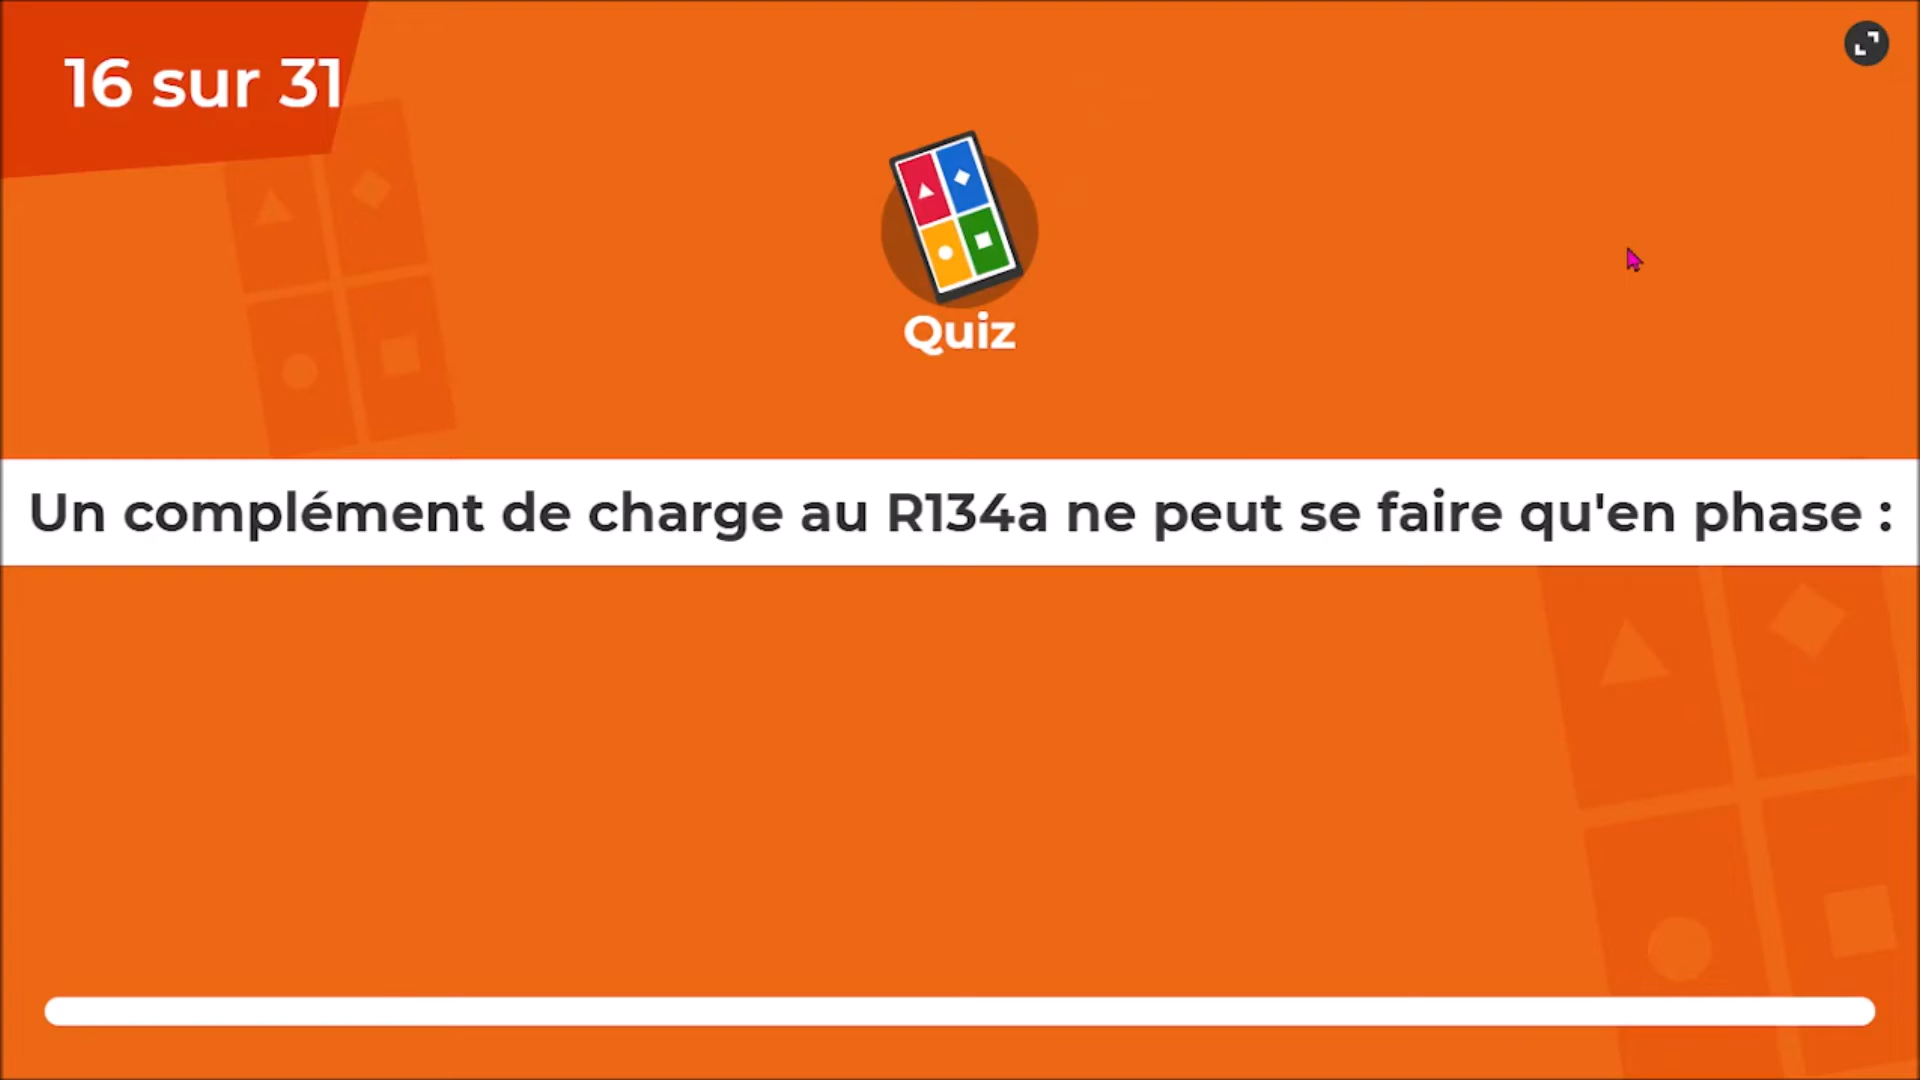 16 sur 31
Quiz
Un complément de charge au R134a ne peut se faire qu'en phase :